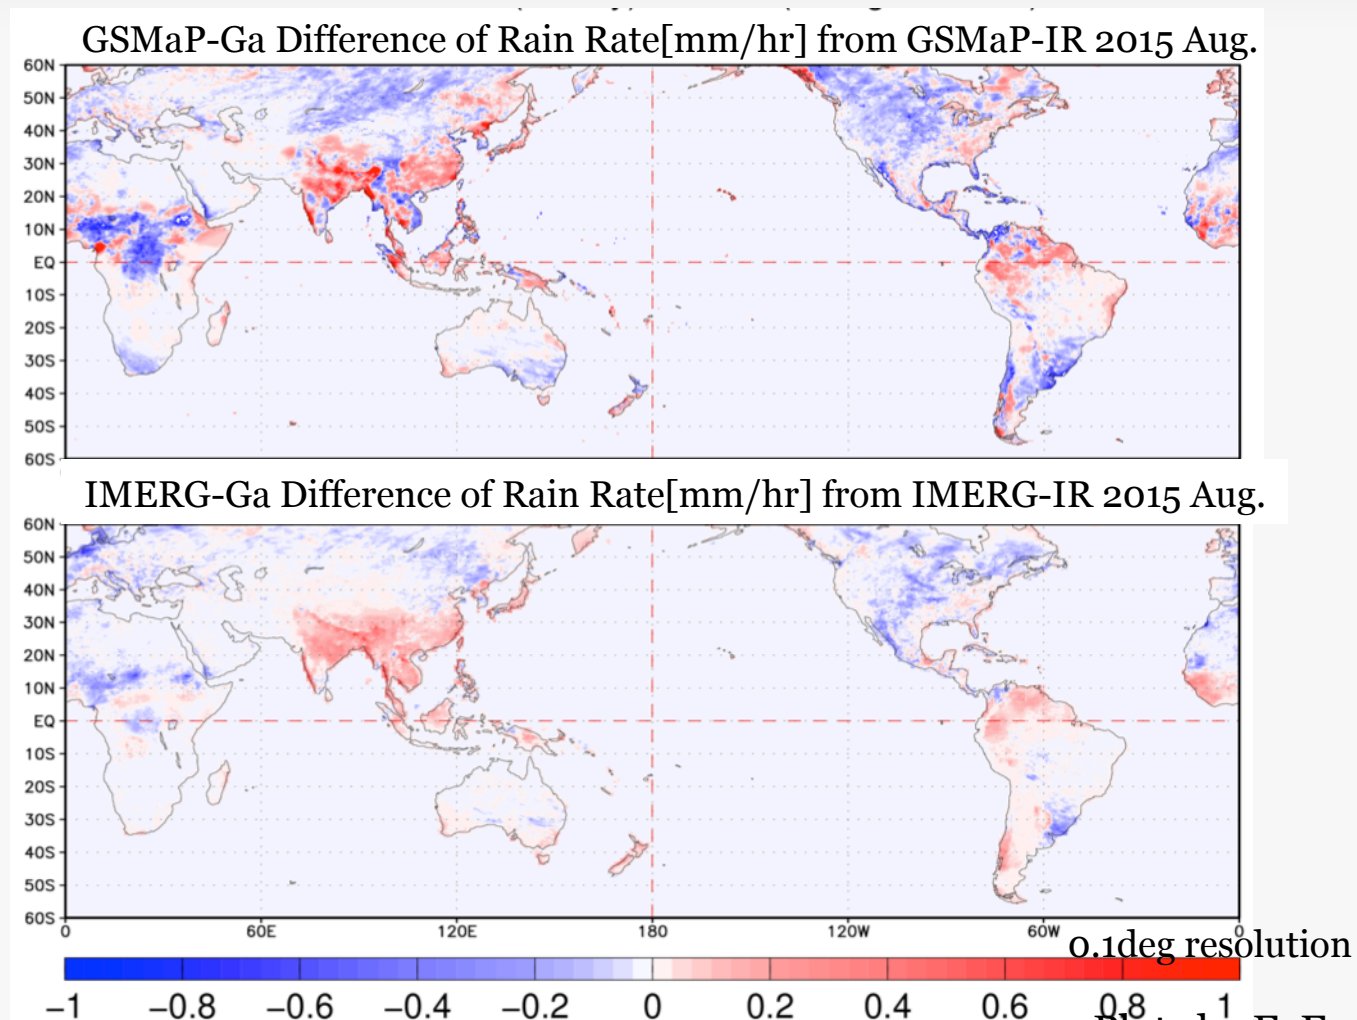 GSMaP-Ga Difference of Rain Rate[mm/hr] from GSMaP-IR 2015 Aug.
60N
50N
40N
30N
20N
10N
EQ
10S
20S
30S
40S
50S
60S
IMERG-Ga Difference of Rain Rate[mm/hr] from IMERG-IR 2015 Aug.
60N
50N
40N
30N
20N
10N
EQ
10S
20S
30S
40S
50S
60S
0 60E 120E 180 120W 60W 0
0.1deg resolution
−1 −0.8 −0.6 −0.4 −0.2 0 0.2 0.4 0.6 0.8 1